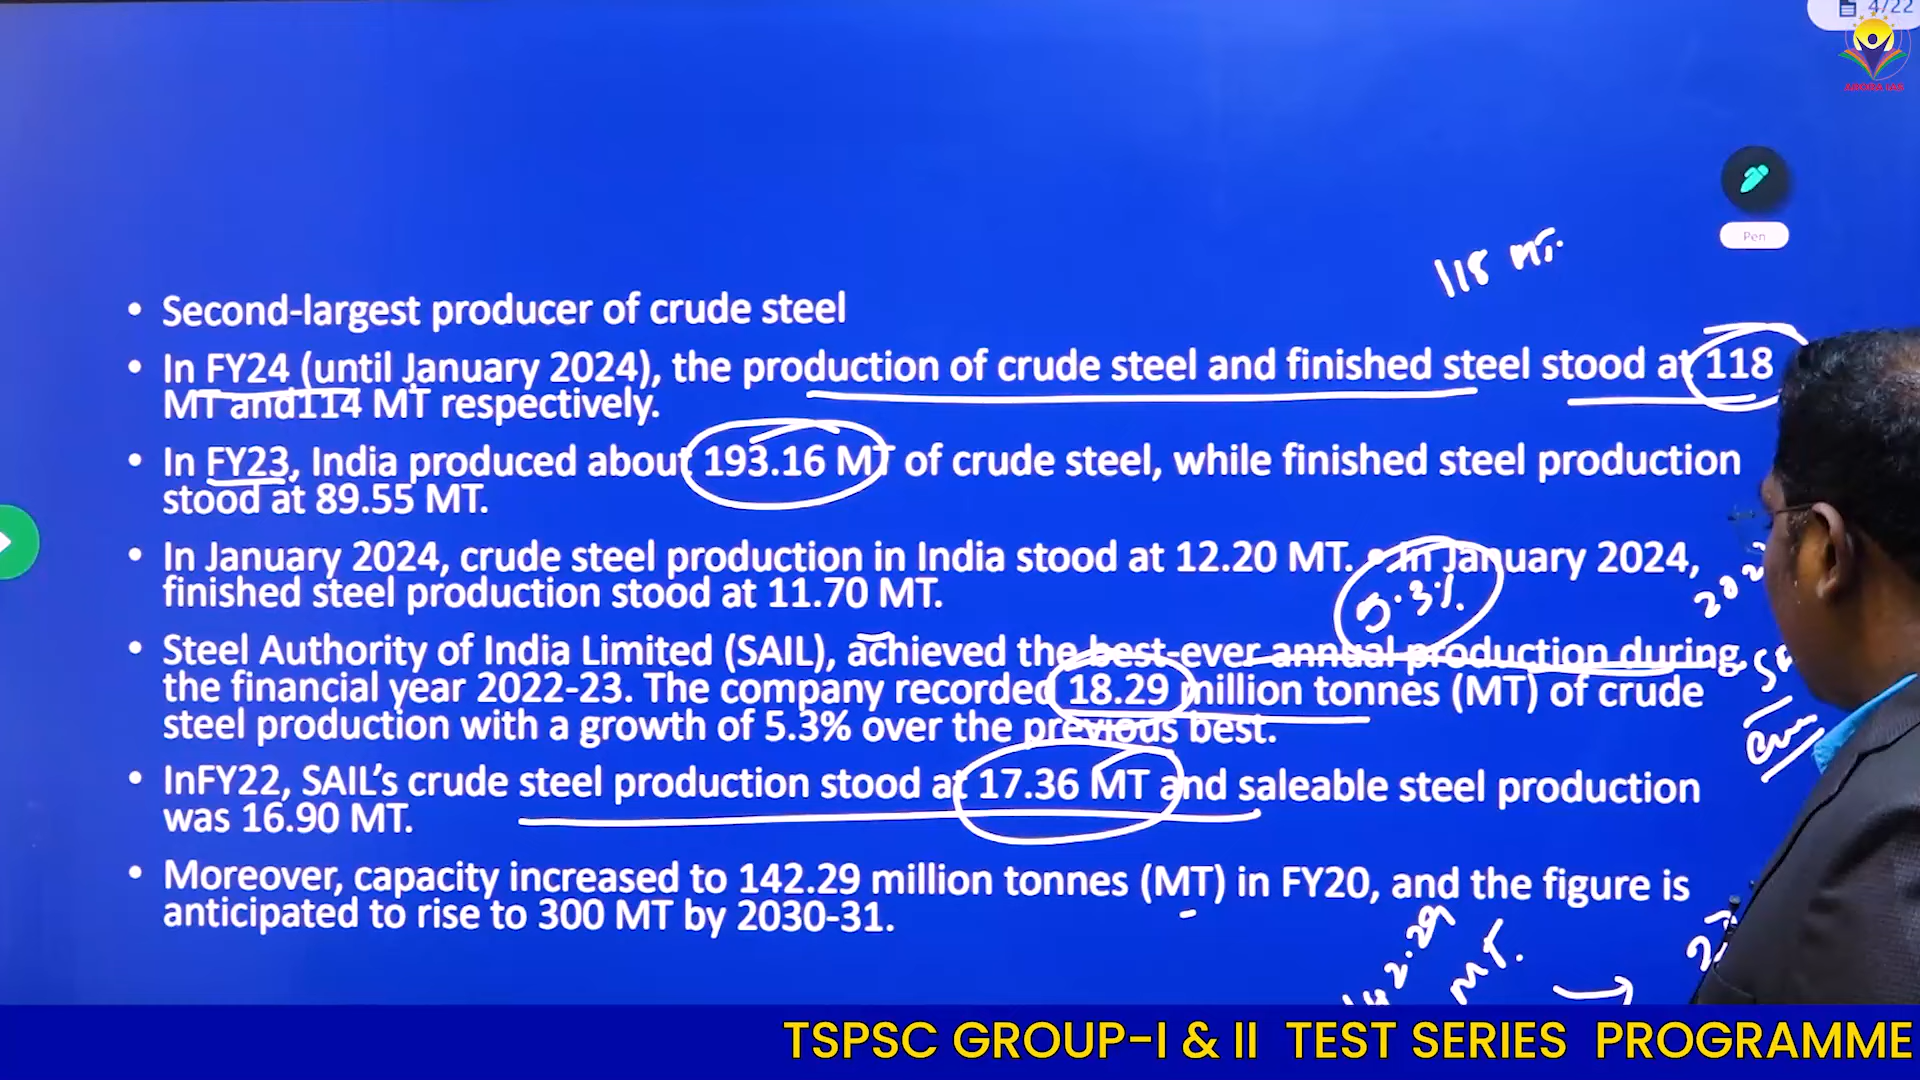 4/22
ARORA IAS
Pen
118 MT.
• Second-largest producer of crude steel
• In FY24 (until January 2024), the production of crude steel and finished steel stood at 118
MT and114 MT respectively.
• In FY23, India produced about 193.16 MT of crude steel, while finished steel production
stood at 89.55 MT.
• In January 2024, crude steel production in India stood at 12.20 MT. • In January 2024,
finished steel production stood at 11.70 MT.
5.3%
• Steel Authority of India Limited (SAIL), achieved the best-ever annual production during
the financial year 2022-23. The company recorded 18.29 million tonnes (MT) of crude
steel production with a growth of 5.3% over the previous best.
• InFY22, SAIL’s crude steel production stood at 17.36 MT and saleable steel production
was 16.90 MT.
• Moreover, capacity increased to 142.29 million tonnes (MT) in FY20, and the figure is
anticipated to rise to 300 MT by 2030-31.
142.29
MT.
TSPSC GROUP-I & II TEST SERIES PROGRAMME